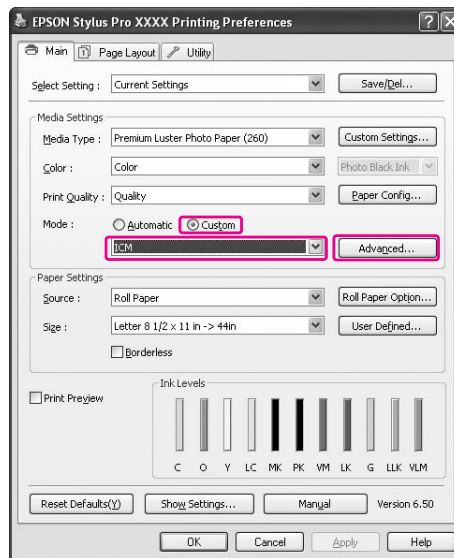 EPSON Stylus Pro XXXX Printing Preferences
Main Page Layout Utility
Select Setting : Current Settings Save/Del...
Media Settings
Media Type : Premium Luster Photo Paper (260) Custom Settings...
Color : Color Photo Black Ink
Print Quality : Quality Paper Config...
Mode : Automatic Custom
ICM Advanced...
Paper Settings
Source : Roll Paper Roll Paper Option...
Size : Letter 8 1/2 x 11 in -> 44in User Defined...
Borderless
Print Preview
Ink Levels
C O Y LC MK PK VM LK G LLK VLM
Reset Defaults(Y) Show Settings... Manual Version 6.50
OK Cancel Apply Help